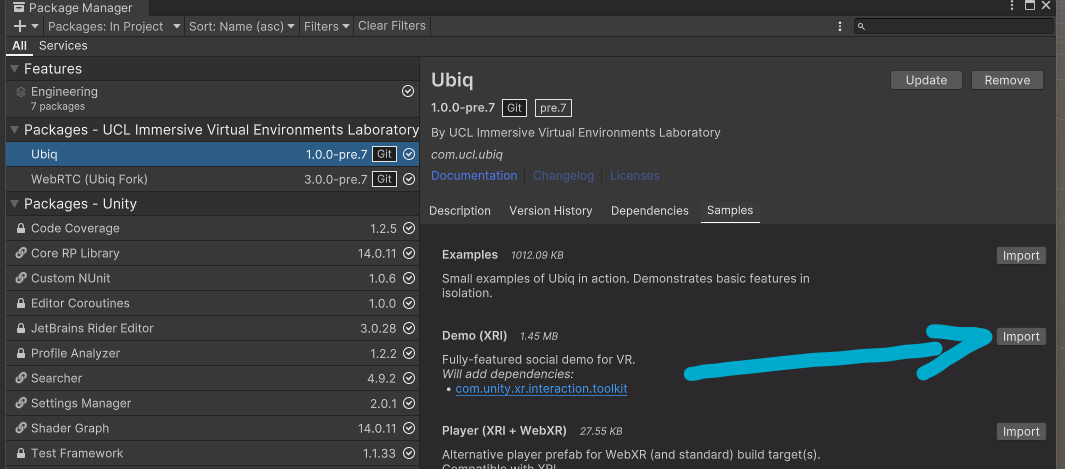 Package Manager
Packages: In Project Sort: Name (asc) Filters Clear Filters
All Services
Features
Engineering
7 packages
Packages - UCL Immersive Virtual Environments Laboratory
Ubiq 1.0.0-pre.7 Git
WebRTC (Ubiq Fork) 3.0.0-pre.7 Git
Packages - Unity
Code Coverage 1.2.5
Core RP Library 14.0.11
Custom NUnit 1.0.6
Editor Coroutines 1.0.0
JetBrains Rider Editor 3.0.28
Profile Analyzer 1.2.2
Searcher 4.9.2
Settings Manager 2.0.1
Shader Graph 14.0.11
Test Framework 1.1.33
Ubiq Update Remove
1.0.0-pre.7 Git pre.7
By UCL Immersive Virtual Environments Laboratory
com.ucl.ubiq
Documentation Changelog Licenses
Description Version History Dependencies Samples
Examples 1012.09 KB Import
Small examples of Ubiq in action. Demonstrates basic features in
isolation.
Demo (XRI) 1.45 MB Import
Fully-featured social demo for VR.
Will add dependencies:
• com.unity.xr.interaction.toolkit
Player (XRI + WebXR) 27.55 KB Import
Alternative player prefab for WebXR (and standard) build target(s).
Compatible with XRI.